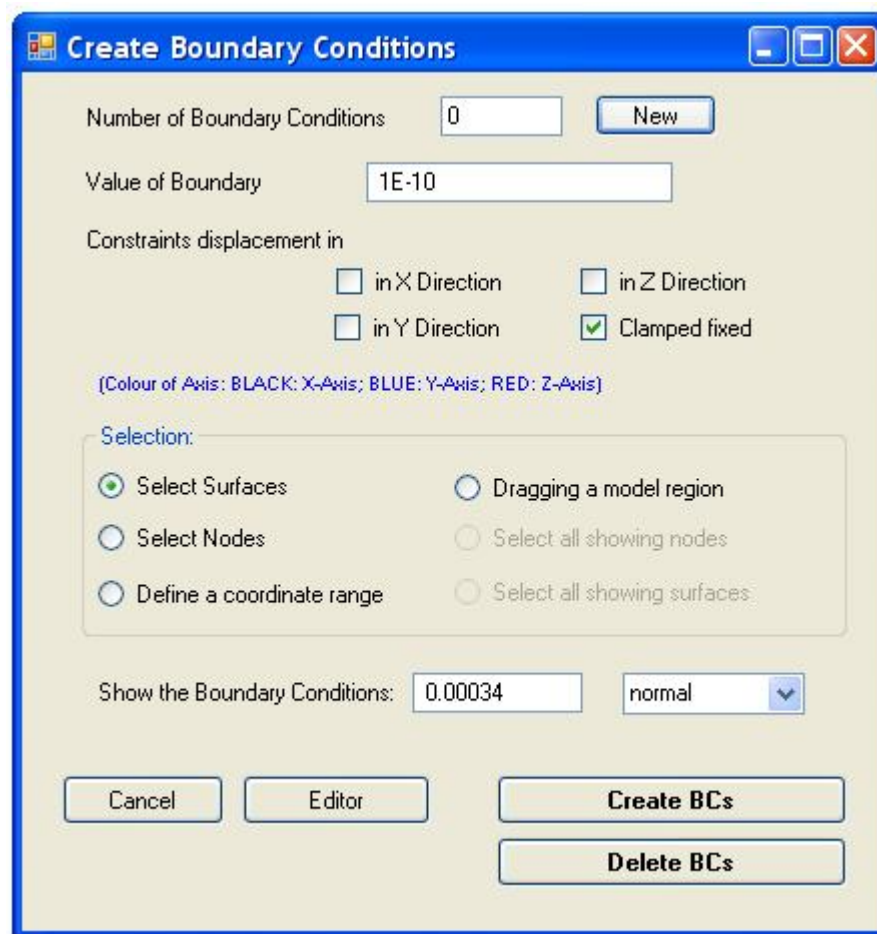 Create Boundary Conditions
Number of Boundary Conditions 0 New
Value of Boundary 1E-10
Constraints displacement in
in X Direction in Z Direction
in Y Direction Clamped fixed
(Colour of Axis: BLACK: X-Axis; BLUE: Y-Axis; RED: Z-Axis)
Selection:
Select Surfaces Dragging a model region
Select Nodes Select all showing nodes
Define a coordinate range Select all showing surfaces
Show the Boundary Conditions: 0.00034 normal
Cancel Editor Create BCs
Delete BCs